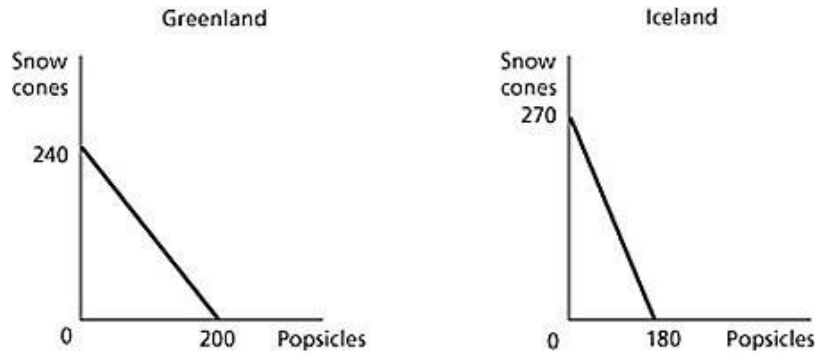 Greenland
Snow
cones
240
0
200
Popsicles
Iceland
Snow
cones
270
0
180
Popsicles